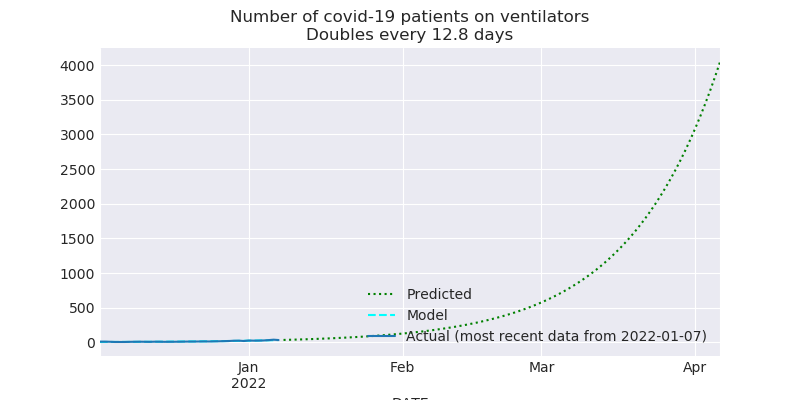 Number of covid-19 patients on ventilators
Doubles every 12.8 days
4000
3500
3000
2500
2000
1500
1000
500
0
Predicted
Model
Actual (most recent data from 2022-01-07)
Jan
2022
Feb
Mar
Apr
DATE